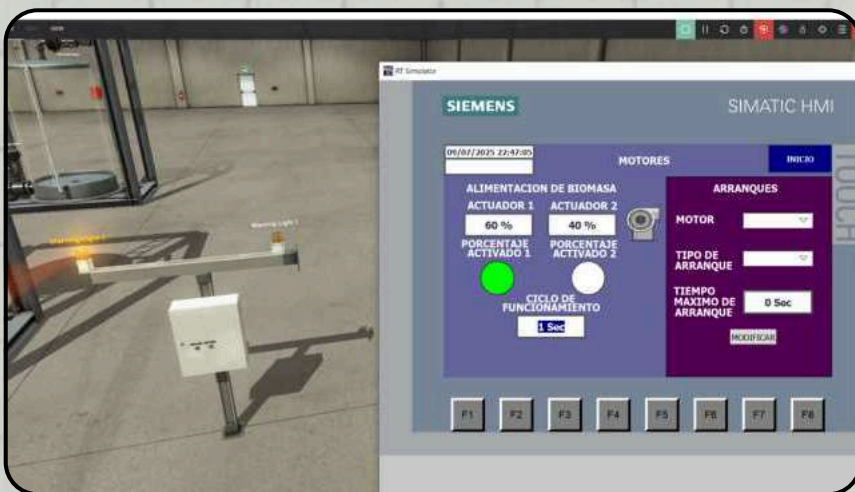 RT Simulator
SIEMENS
SIMATIC HMI
TOUCH
09/07/2025 22:47:05
MOTORES
INICIO
ALIMENTACION DE BIOMASA
ACTUADOR 1
ACTUADOR 2
60 %
40 %
PORCENTAJE
ACTIVADO 1
PORCENTAJE
ACTIVADO 2
CICLO DE
FUNCIONAMIENTO
1 Sec
ARRANQUES
MOTOR
TIPO DE
ARRANQUE
TIEMPO
MAXIMO DE
ARRANQUE
0 Sec
MODIFICAR
Warning Light 2
Warning Light 1
F1
F2
F3
F4
F5
F6
F7
F8